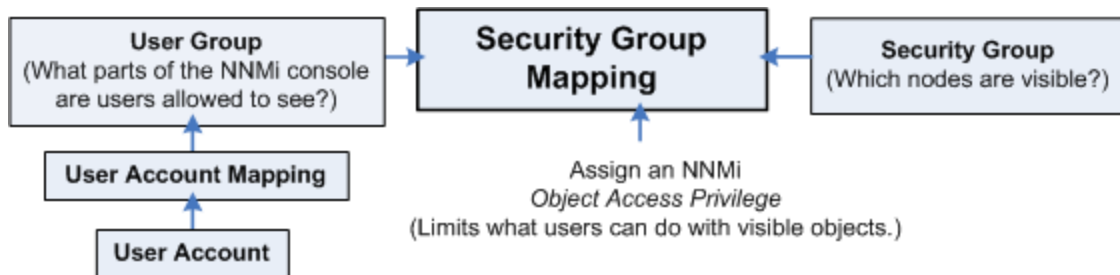 User Group
(What parts of the NNMi console
are users allowed to see?)
User Account Mapping
User Account
Security Group
Mapping
Assign an NNMi
Object Access Privilege
(Limits what users can do with visible objects.)
Security Group
(Which nodes are visible?)